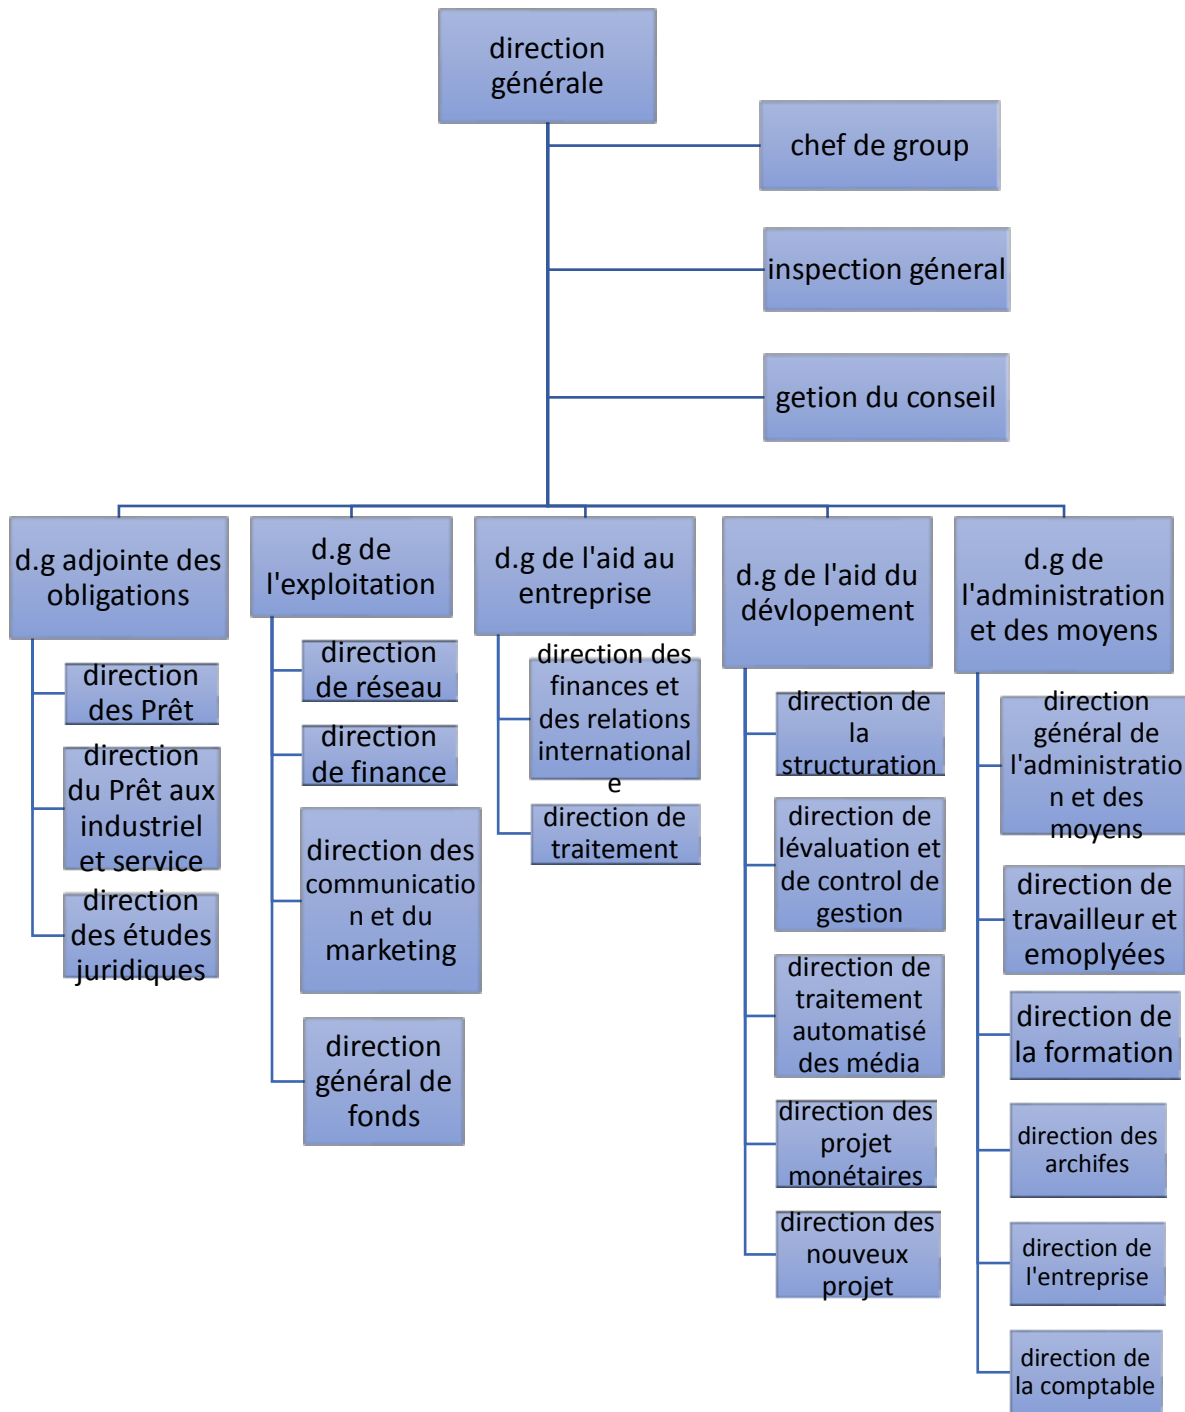 direction
générale
chef de group
inspection géneral
getion du conseil
d.g adjointe des
obligations
direction
des Prêt
direction
du Prêt aux
industriel
et service
direction
des études
juridiques
d.g de
l'exploitation
direction
de réseau
direction
de finance
direction des
communicatio
n et du
marketing
direction
général de
fonds
d.g de l'aid au
entreprise
direction des
finances et
des relations
international
e
direction de
traitement
d.g de l'aid du
dévlopement
direction de
la
structuration
direction de
lévaluation et
de control de
gestion
direction de
traitement
automatisé
des média
direction des
projet
monétaires
direction des
nouveux
projet
d.g de
l'administration
et des moyens
direction
général de
l'administratio
n et des
moyens
direction de
travailleur et
emoplyées
direction de
la formation
direction des
archifes
direction de
l'entreprise
direction de
la comptable